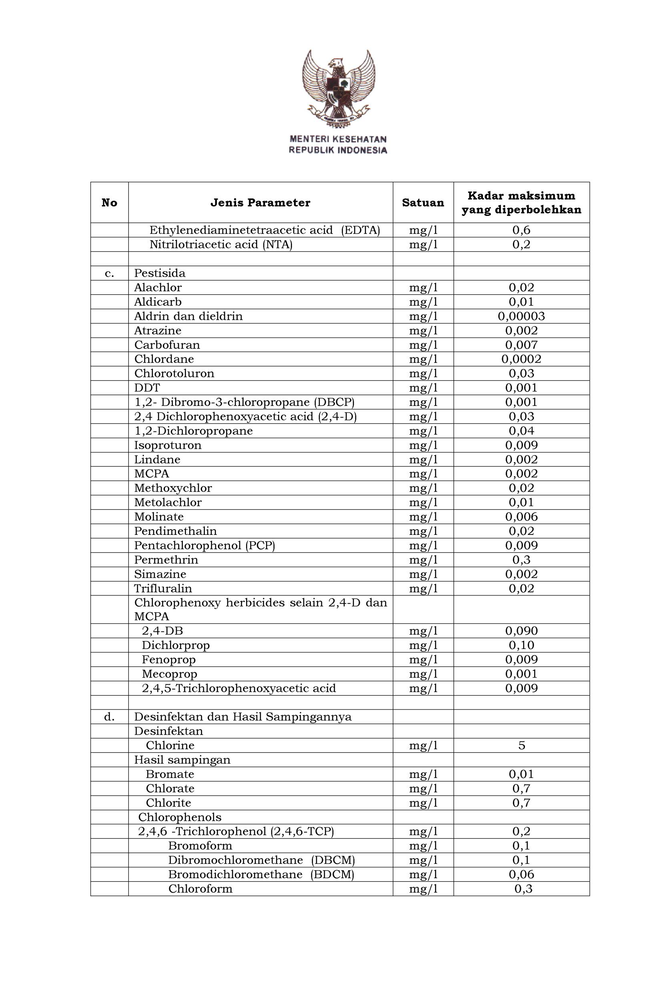 MENTERI KESEHATAN
REPUBLIK INDONESIA
No Jenis Parameter Satuan Kadar maksimum yang diperbolehkan
Ethylenediaminetetraacetic acid (EDTA) mg/l 0,6
Nitrilotriacetic acid (NTA) mg/l 0,2
c. Pestisida
Alachlor mg/l 0,02
Aldicarb mg/l 0,01
Aldrin dan dieldrin mg/l 0,00003
Atrazine mg/l 0,002
Carbofuran mg/l 0,007
Chlordane mg/l 0,0002
Chlorotoluron mg/l 0,03
DDT mg/l 0,001
1,2- Dibromo-3-chloropropane (DBCP) mg/l 0,001
2,4 Dichlorophenoxyacetic acid (2,4-D) mg/l 0,03
1,2-Dichloropropane mg/l 0,04
Isoproturon mg/l 0,009
Lindane mg/l 0,002
MCPA mg/l 0,002
Methoxychlor mg/l 0,02
Metolachlor mg/l 0,01
Molinate mg/l 0,006
Pendimethalin mg/l 0,02
Pentachlorophenol (PCP) mg/l 0,009
Permethrin mg/l 0,3
Simazine mg/l 0,002
Trifluralin mg/l 0,02
Chlorophenoxy herbicides selain 2,4-D dan
MCPA
2,4-DB mg/l 0,090
Dichlorprop mg/l 0,10
Fenoprop mg/l 0,009
Mecoprop mg/l 0,001
2,4,5-Trichlorophenoxyacetic acid mg/l 0,009
d. Desinfektan dan Hasil Sampingannya
Desinfektan
Chlorine mg/l 5
Hasil sampingan
Bromate mg/l 0,01
Chlorate mg/l 0,7
Chlorite mg/l 0,7
Chlorophenols
2,4,6 -Trichlorophenol (2,4,6-TCP) mg/l 0,2
Bromoform mg/l 0,1
Dibromochloromethane (DBCM) mg/l 0,1
Bromodichloromethane (BDCM) mg/l 0,06
Chloroform mg/l 0,3